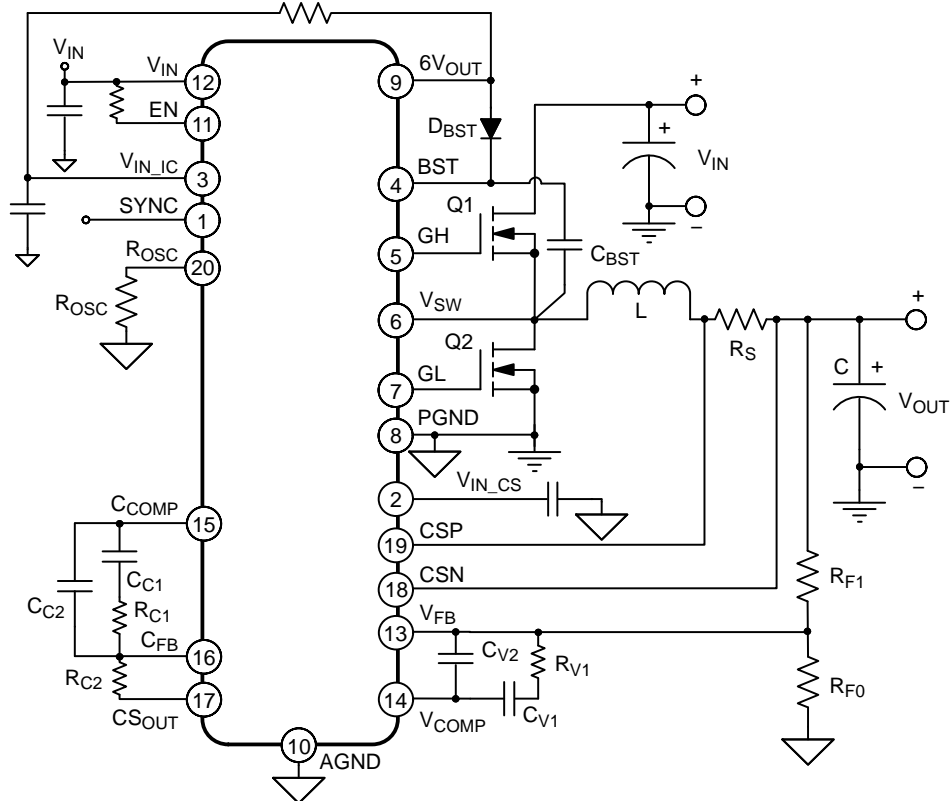 V_IN
V_IN
12
EN
11
V_IN_IC
3
SYNC
1
R_OSC
20
R_OSC
C_COMP
15
C_C1
C_C2
R_C1
C_FB
16
R_C2
17
CS_OUT
10
AGND
6V_OUT
9
D_BST
+
V_IN
−
BST
4
Q1
GH
5
C_BST
V_SW
6
L
R_S
+
Q2
GL
7
C
+
V_OUT
−
PGND
8
V_IN_CS
2
CSP
19
CSN
18
V_FB
13
R_F1
C_V2
R_V1
14
V_COMP
C_V1
R_F0
+